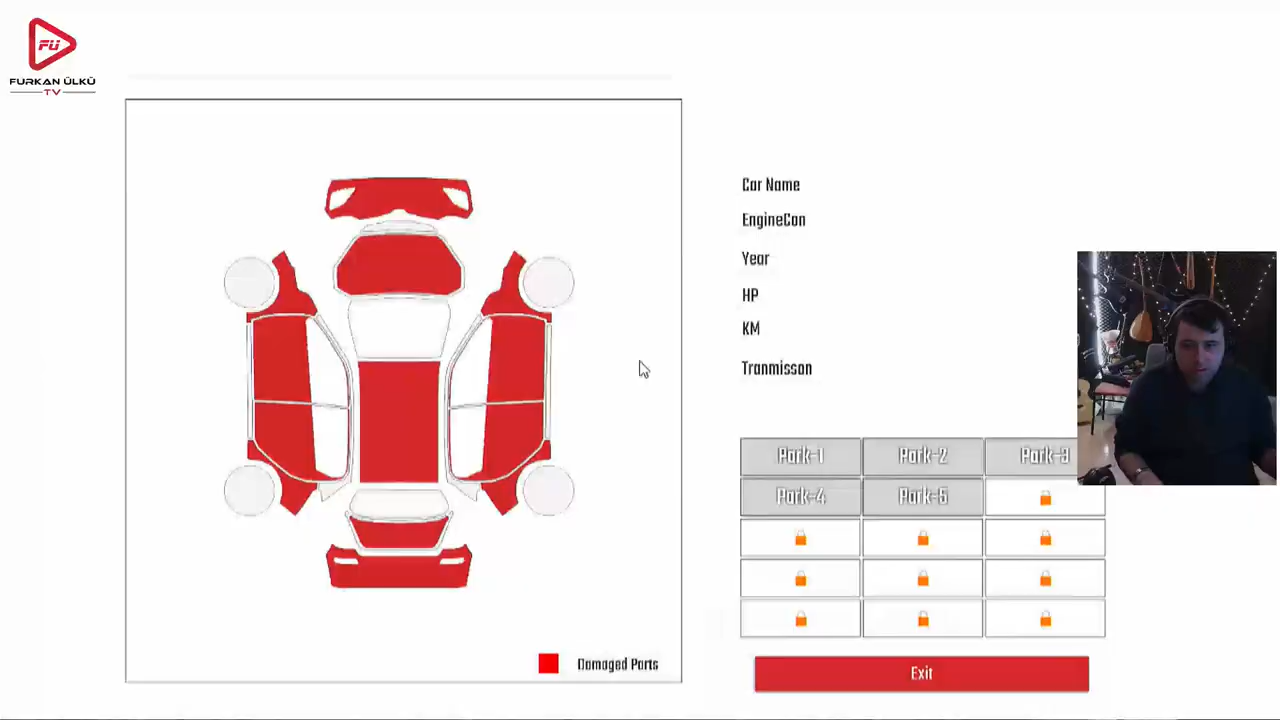 FU
FURKAN ÜLKÜ
TV
Car Name
EngineCon
Year
HP
KM
Tranmisson
Park-1 Park-2 Park-3
Park-4 Park-5
Damaged Parts
Exit